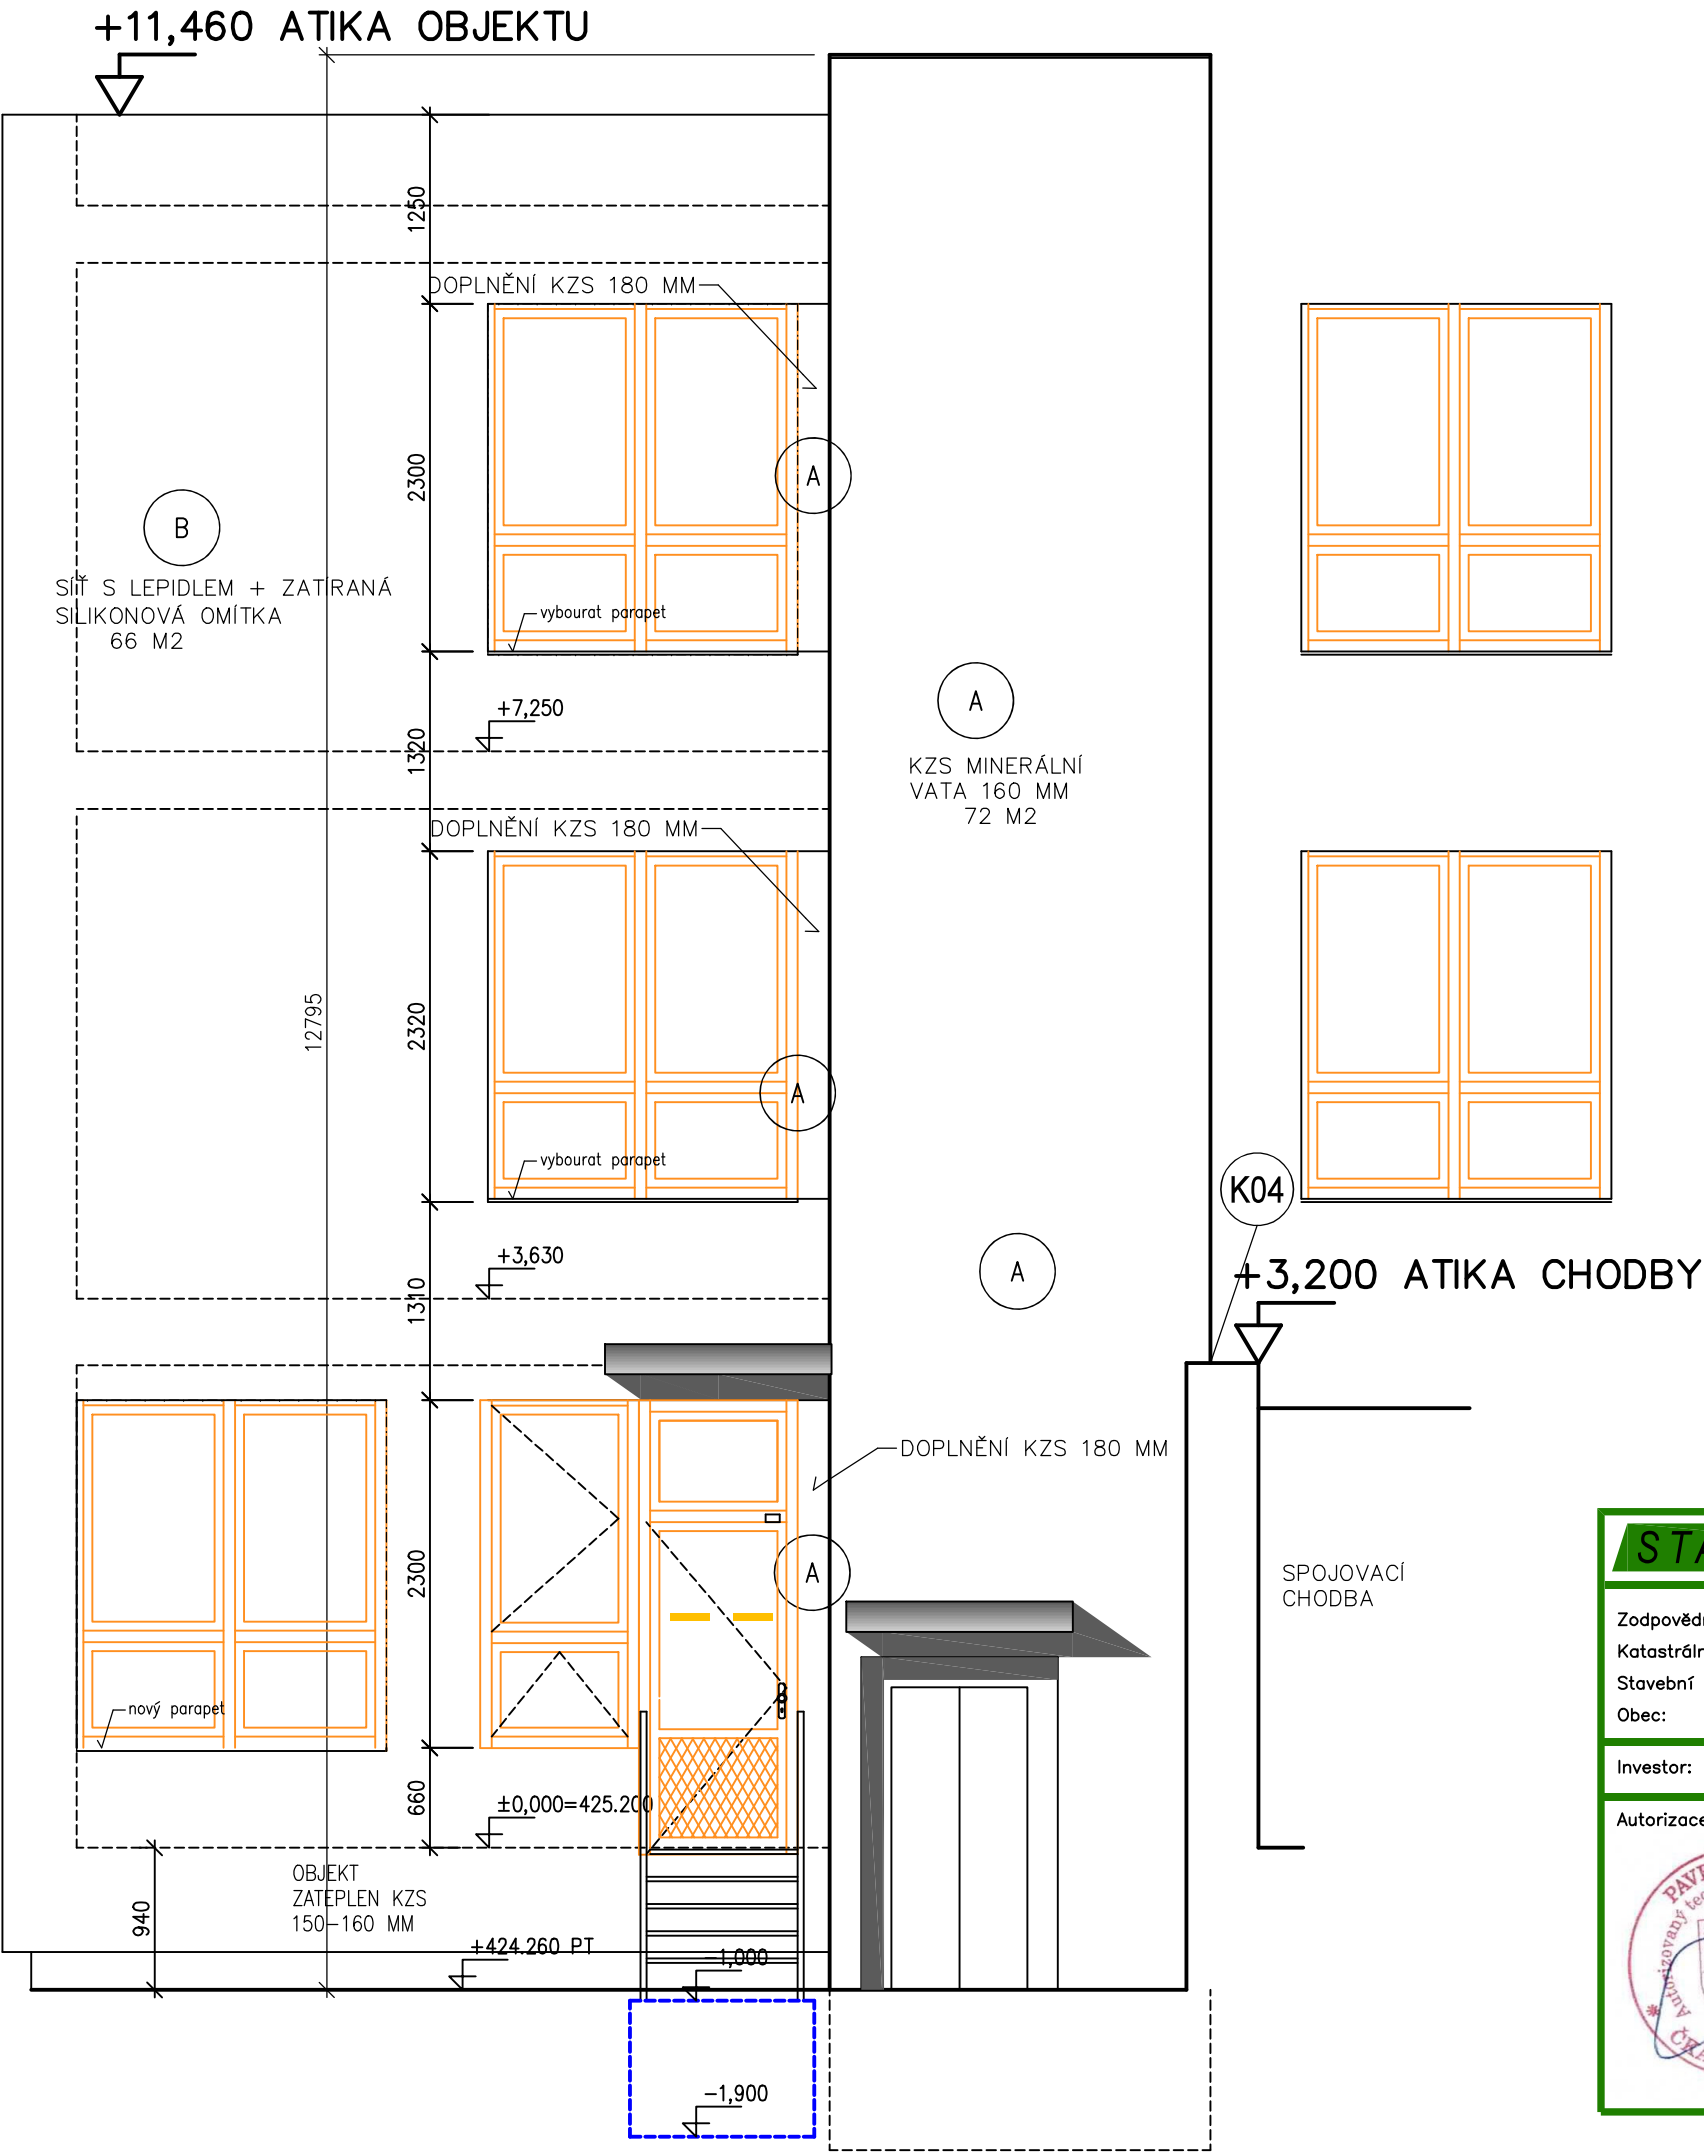 +11,460 ATIKA OBJEKTU
1250
DOPLNĚNÍ KZS 180 MM
2300
A
B
SÍŤ S LEPIDLEM + ZATÍRANÁ
SILIKONOVÁ OMÍTKA
66 M2
vybourat parapet
+7,250
A
1320
KZS MINERÁLNÍ
VATA 160 MM
72 M2
DOPLNĚNÍ KZS 180 MM
12795
2320
A
vybourat parapet
K04
+3,630
A
+3,200 ATIKA CHODBY
1310
DOPLNĚNÍ KZS 180 MM
2300
A
SPOJOVACÍ
CHODBA
nový parapet
660
±0,000=425.200
OBJEKT
ZATEPLEN KZS
150-160 MM
940
+424.260 PT
-1,000
-1,900
Stavební
Obec:
Investor:
Autorizovaný